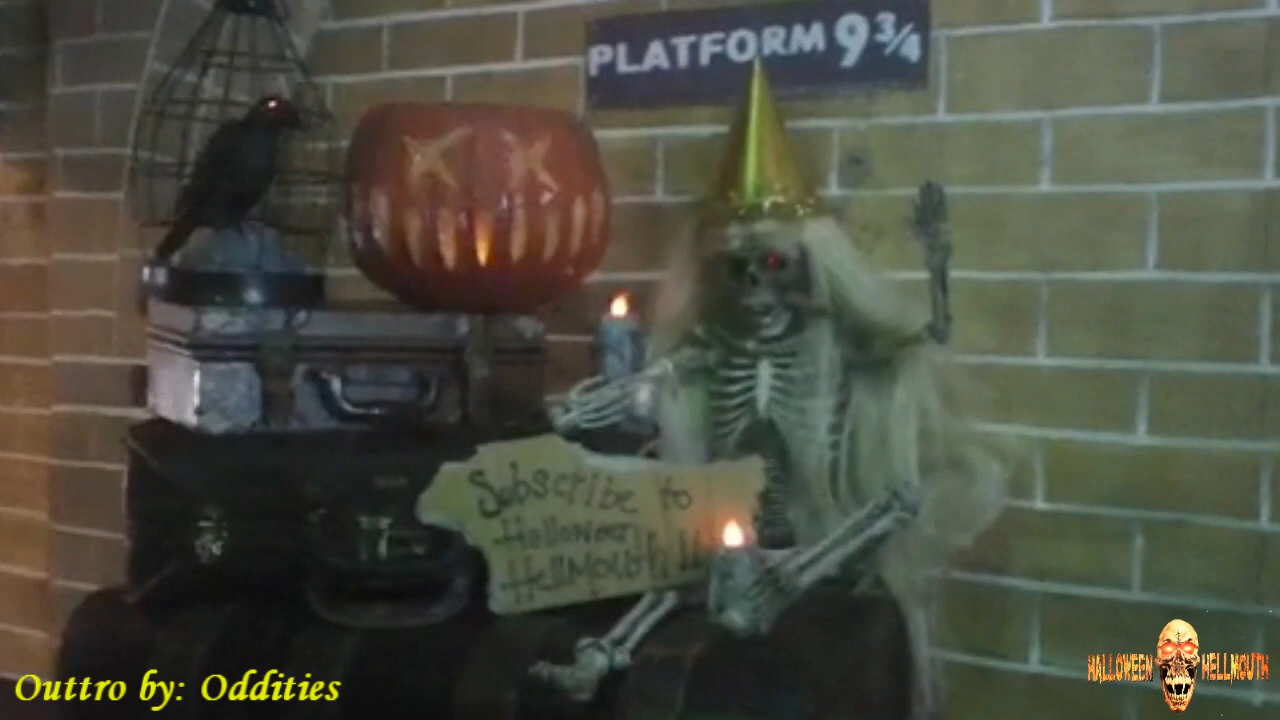 PLATFORM 9¾
Subscribe to
Halloween
HellMouth!!!
Outtro by: Oddities
HALLOWEEN HELLMOUTH